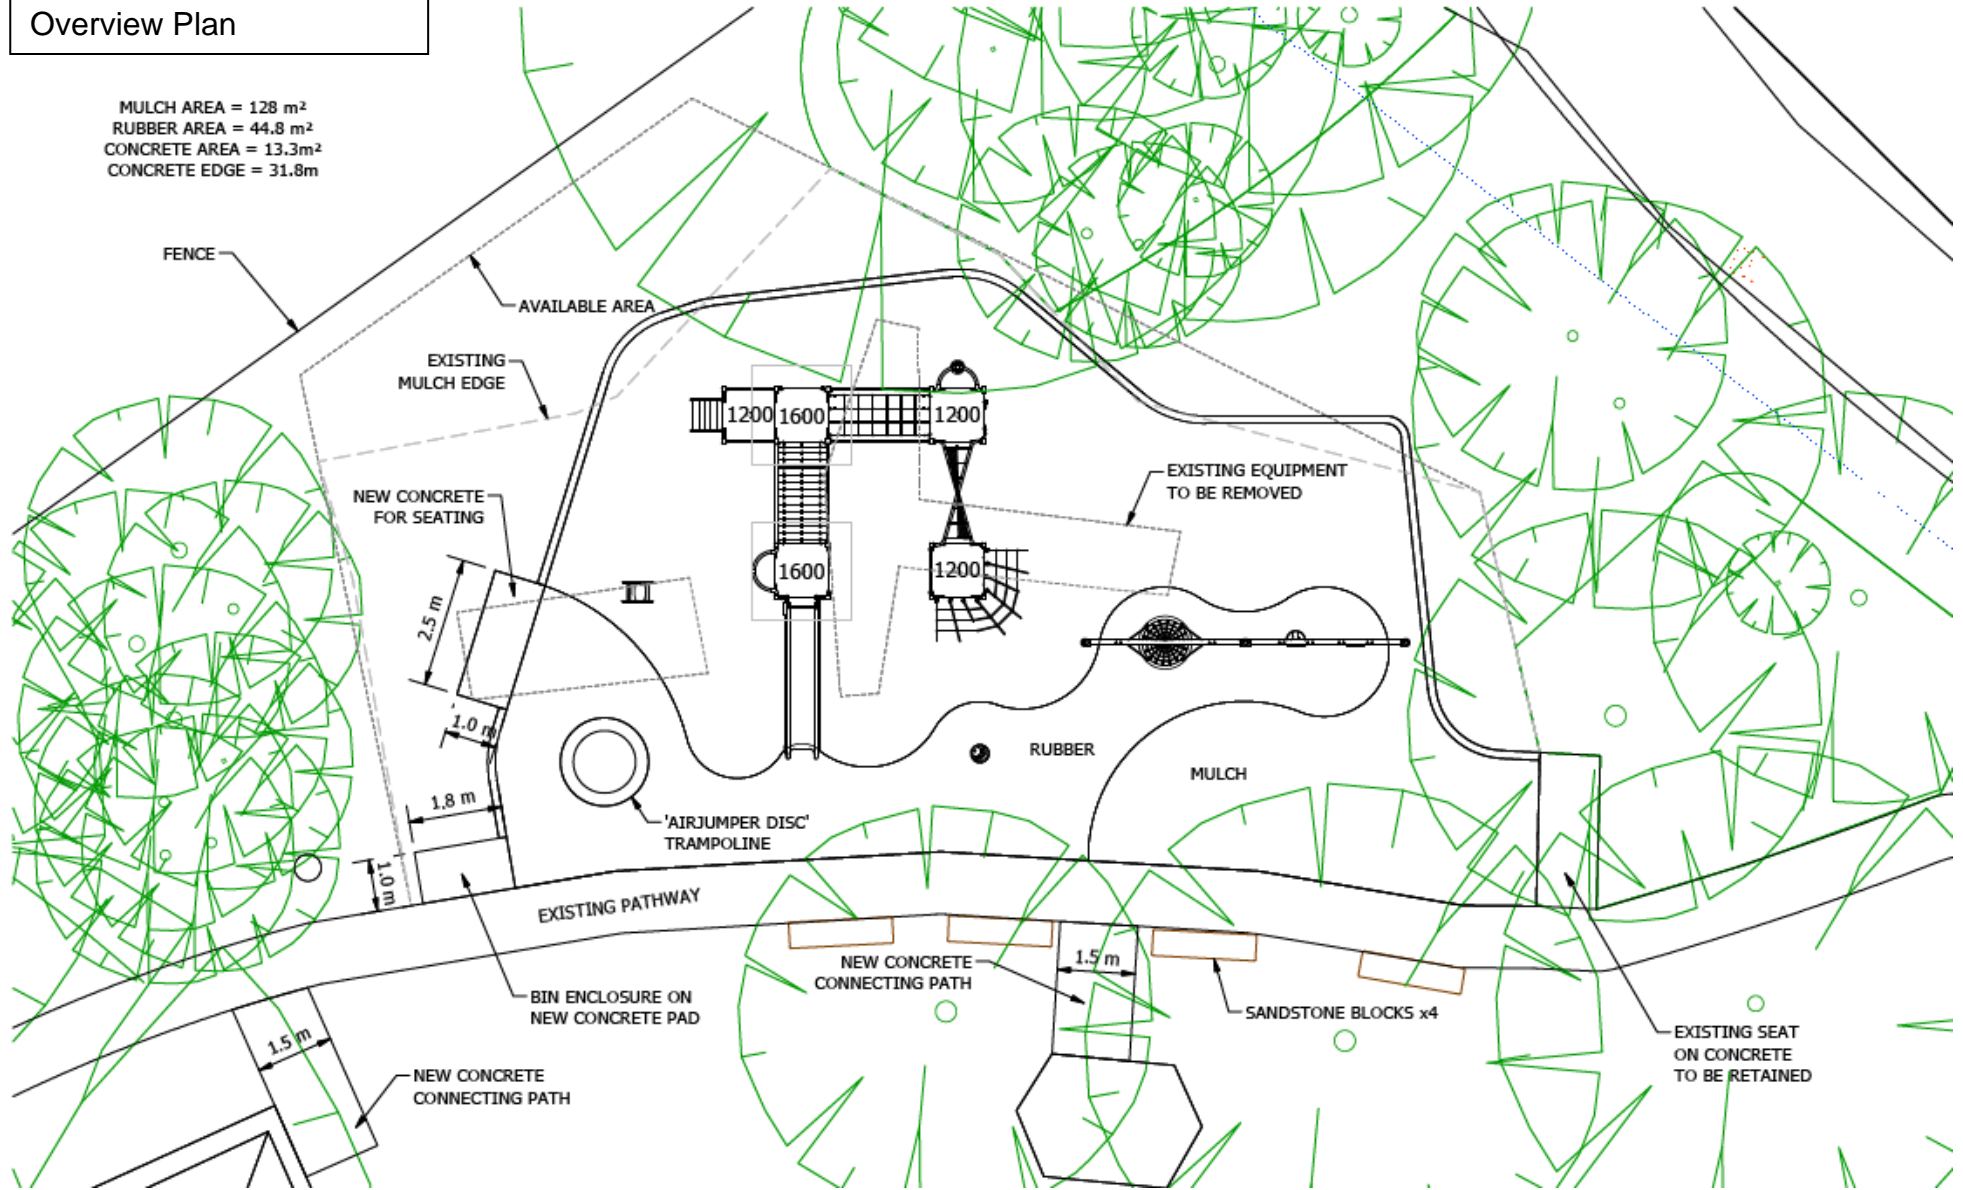 Overview Plan
MULCH AREA = 128 m²
RUBBER AREA = 44.8 m²
CONCRETE AREA = 13.3m²
CONCRETE EDGE = 31.8m
FENCE
AVAILABLE AREA
EXISTING
MULCH EDGE
1200
1600
1200
EXISTING EQUIPMENT
TO BE REMOVED
NEW CONCRETE
FOR SEATING
1600
1200
2.5 m
1.0 m
RUBBER
MULCH
1.8 m
'AIRJUMPER DISC'
TRAMPOLINE
1.0 m
EXISTING PATHWAY
NEW CONCRETE
CONNECTING PATH
1.5 m
BIN ENCLOSURE ON
NEW CONCRETE PAD
SANDSTONE BLOCKS x4
EXISTING SEAT
ON CONCRETE
TO BE RETAINED
1.5 m
NEW CONCRETE
CONNECTING PATH